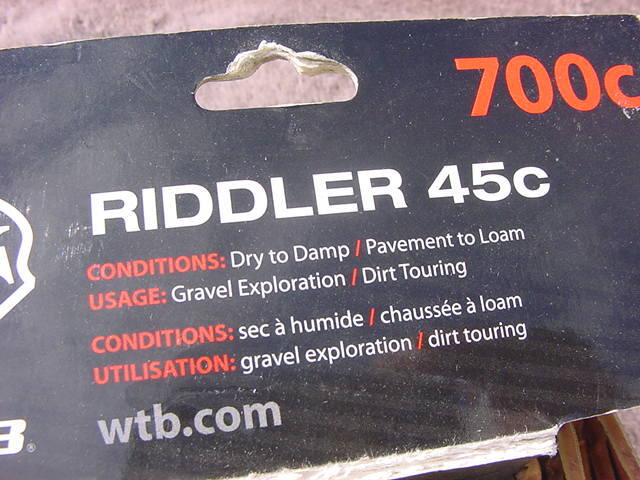 700c
RIDDLER 45c
CONDITIONS: Dry to Damp / Pavement to Loam
USAGE: Gravel Exploration / Dirt Touring
CONDITIONS: sec à humide / chaussée à loam
UTILISATION: gravel exploration / dirt touring
wtb.com
B®